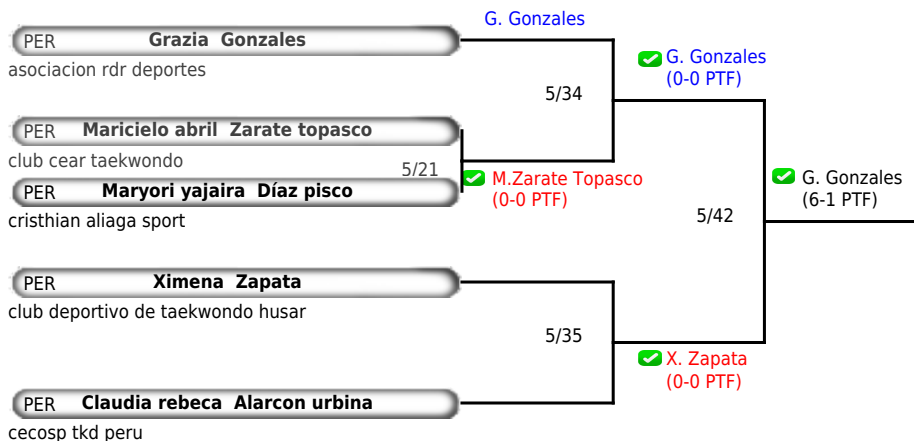 G. Gonzales
PER Grazia Gonzales
asociacion rdr deportes
G. Gonzales
(0-0 PTF)
5/34
PER Maricielo abril Zarate topasco
club cear taekwondo
5/21
PER Maryori yajaira Díaz pisco
cristhian aliaga sport
M.Zarate Topasco
(0-0 PTF)
G. Gonzales
(6-1 PTF)
5/42
PER Ximena Zapata
club deportivo de taekwondo husar
5/35
X. Zapata
(0-0 PTF)
PER Claudia rebeca Alarcon urbina
cecosp tkd peru